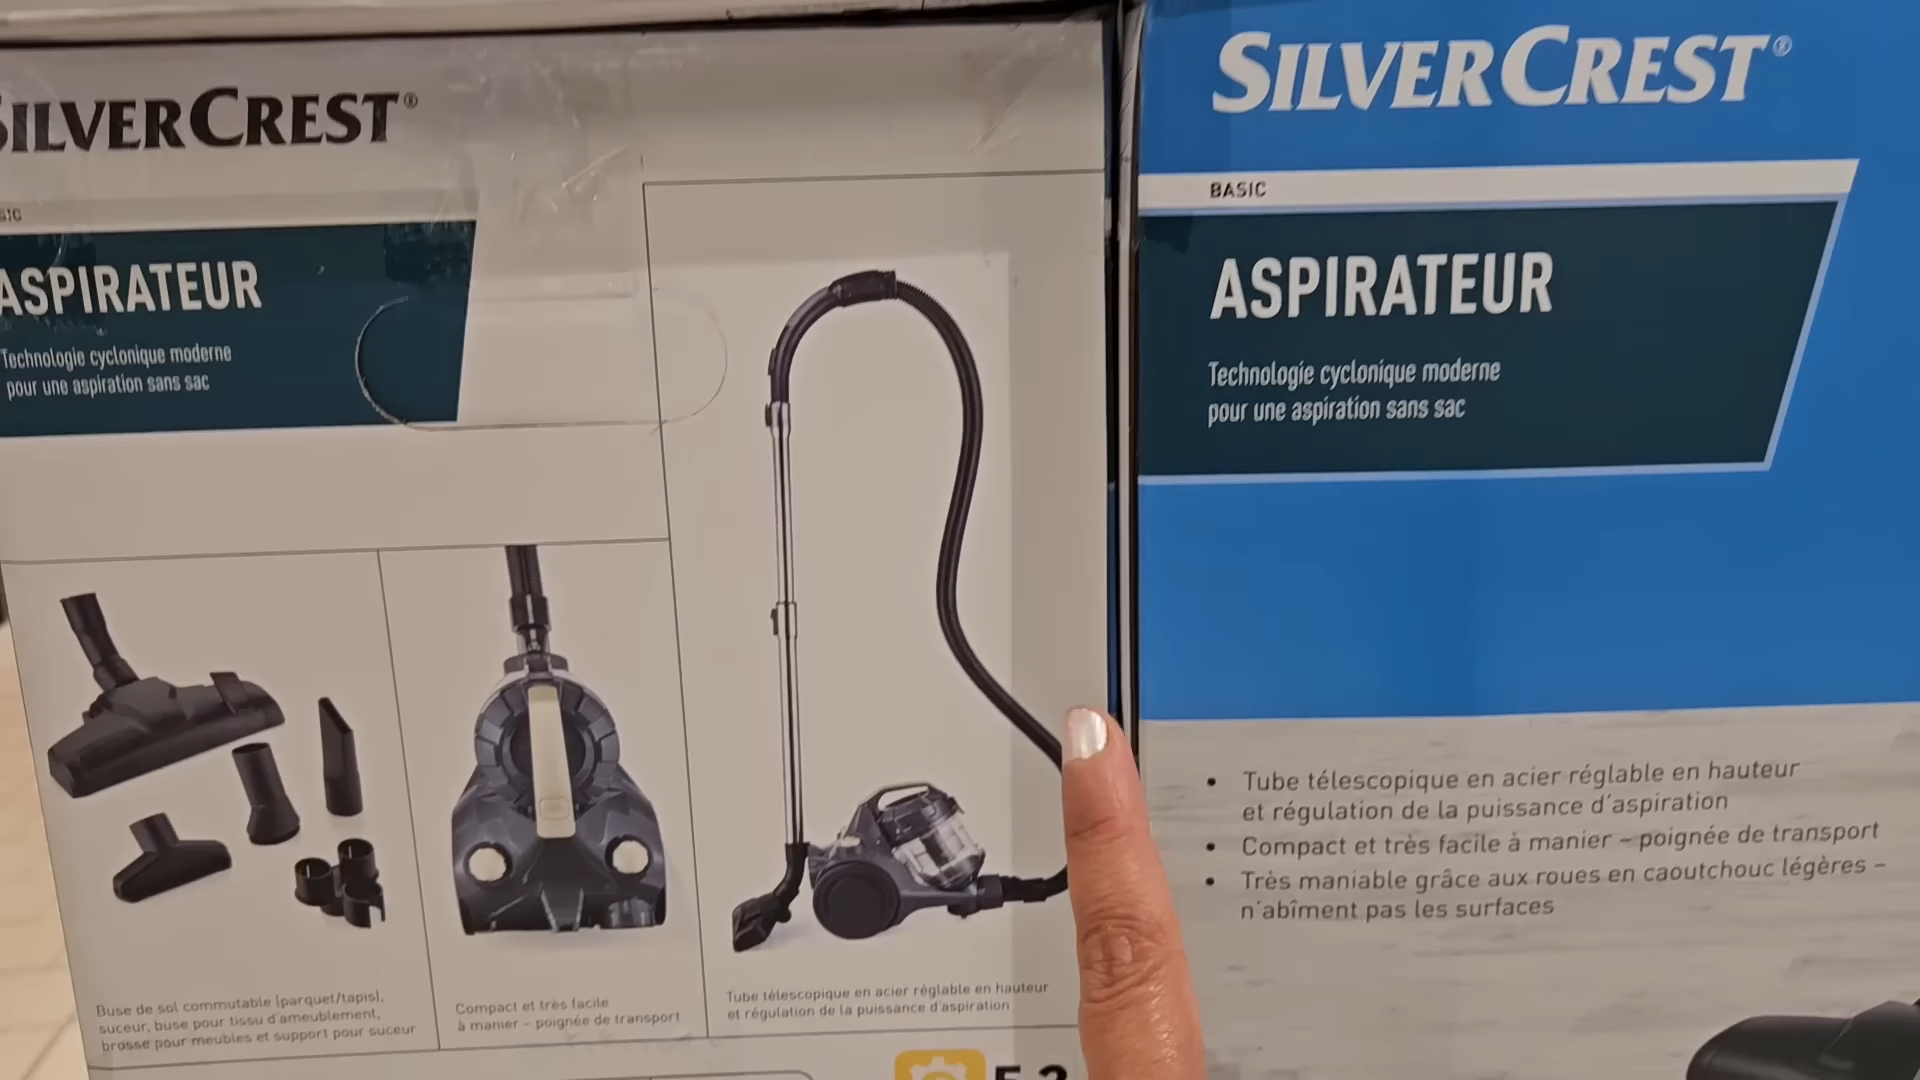 SILVERCREST®
ASPIRATEUR
Technologie cyclonique moderne
pour une aspiration sans sac
Buse de sol commutable (parquet/tapis),
suceur, buse pour tissu d'ameublement,
brosse pour meubles et support pour suceur
Compact et très facile
à manier – poignée de transport
Tube télescopique en acier réglable en hauteur
et régulation de la puissance d'aspiration
SILVERCREST®
BASIC
ASPIRATEUR
Technologie cyclonique moderne
pour une aspiration sans sac
• Tube télescopique en acier réglable en hauteur
et régulation de la puissance d'aspiration
• Compact et très facile à manier – poignée de transport
• Très maniable grâce aux roues en caoutchouc légères –
n'abîment pas les surfaces